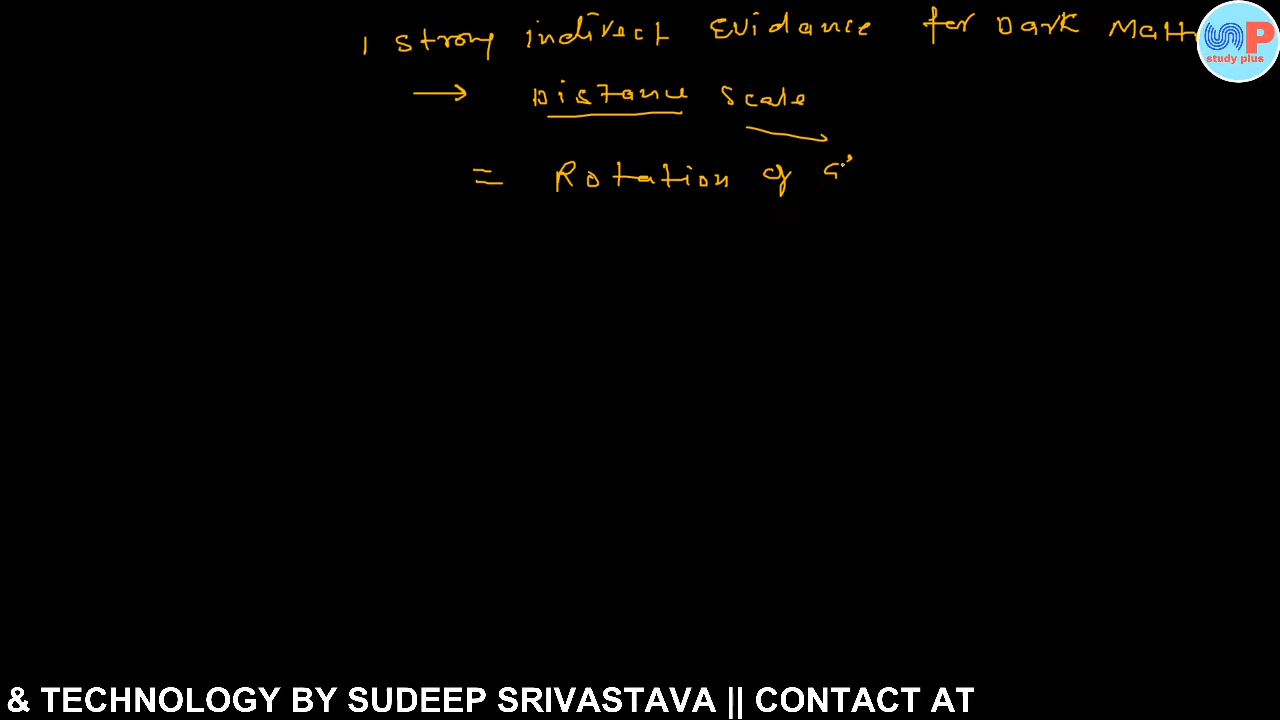 1 strong indirect Evidance for Dark Matt
→ Distance scale
= Rotation of G
SP
study plus
& TECHNOLOGY BY SUDEEP SRIVASTAVA || CONTACT AT